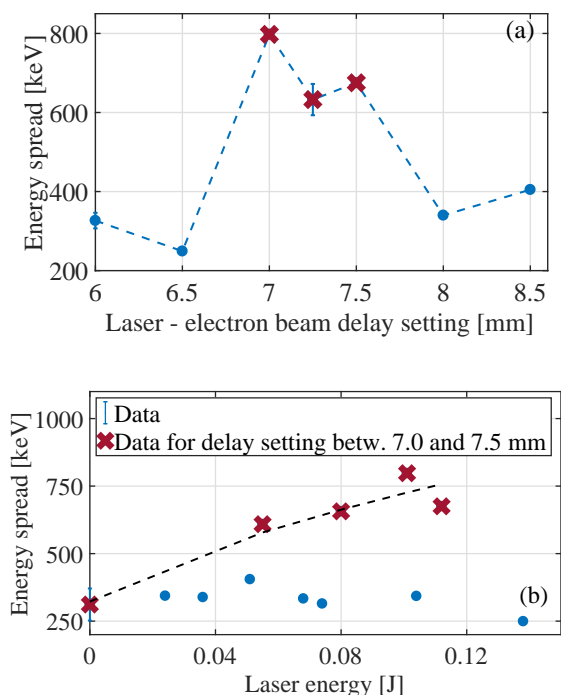 (a)
Energy spread [keV]
800
600
400
200
6 6.5 7 7.5 8 8.5
Laser - electron beam delay setting [mm]
Data
Data for delay setting betw. 7.0 and 7.5 mm
Energy spread [keV]
1000
750
500
250
(b)
0 0.04 0.08 0.12
Laser energy [J]